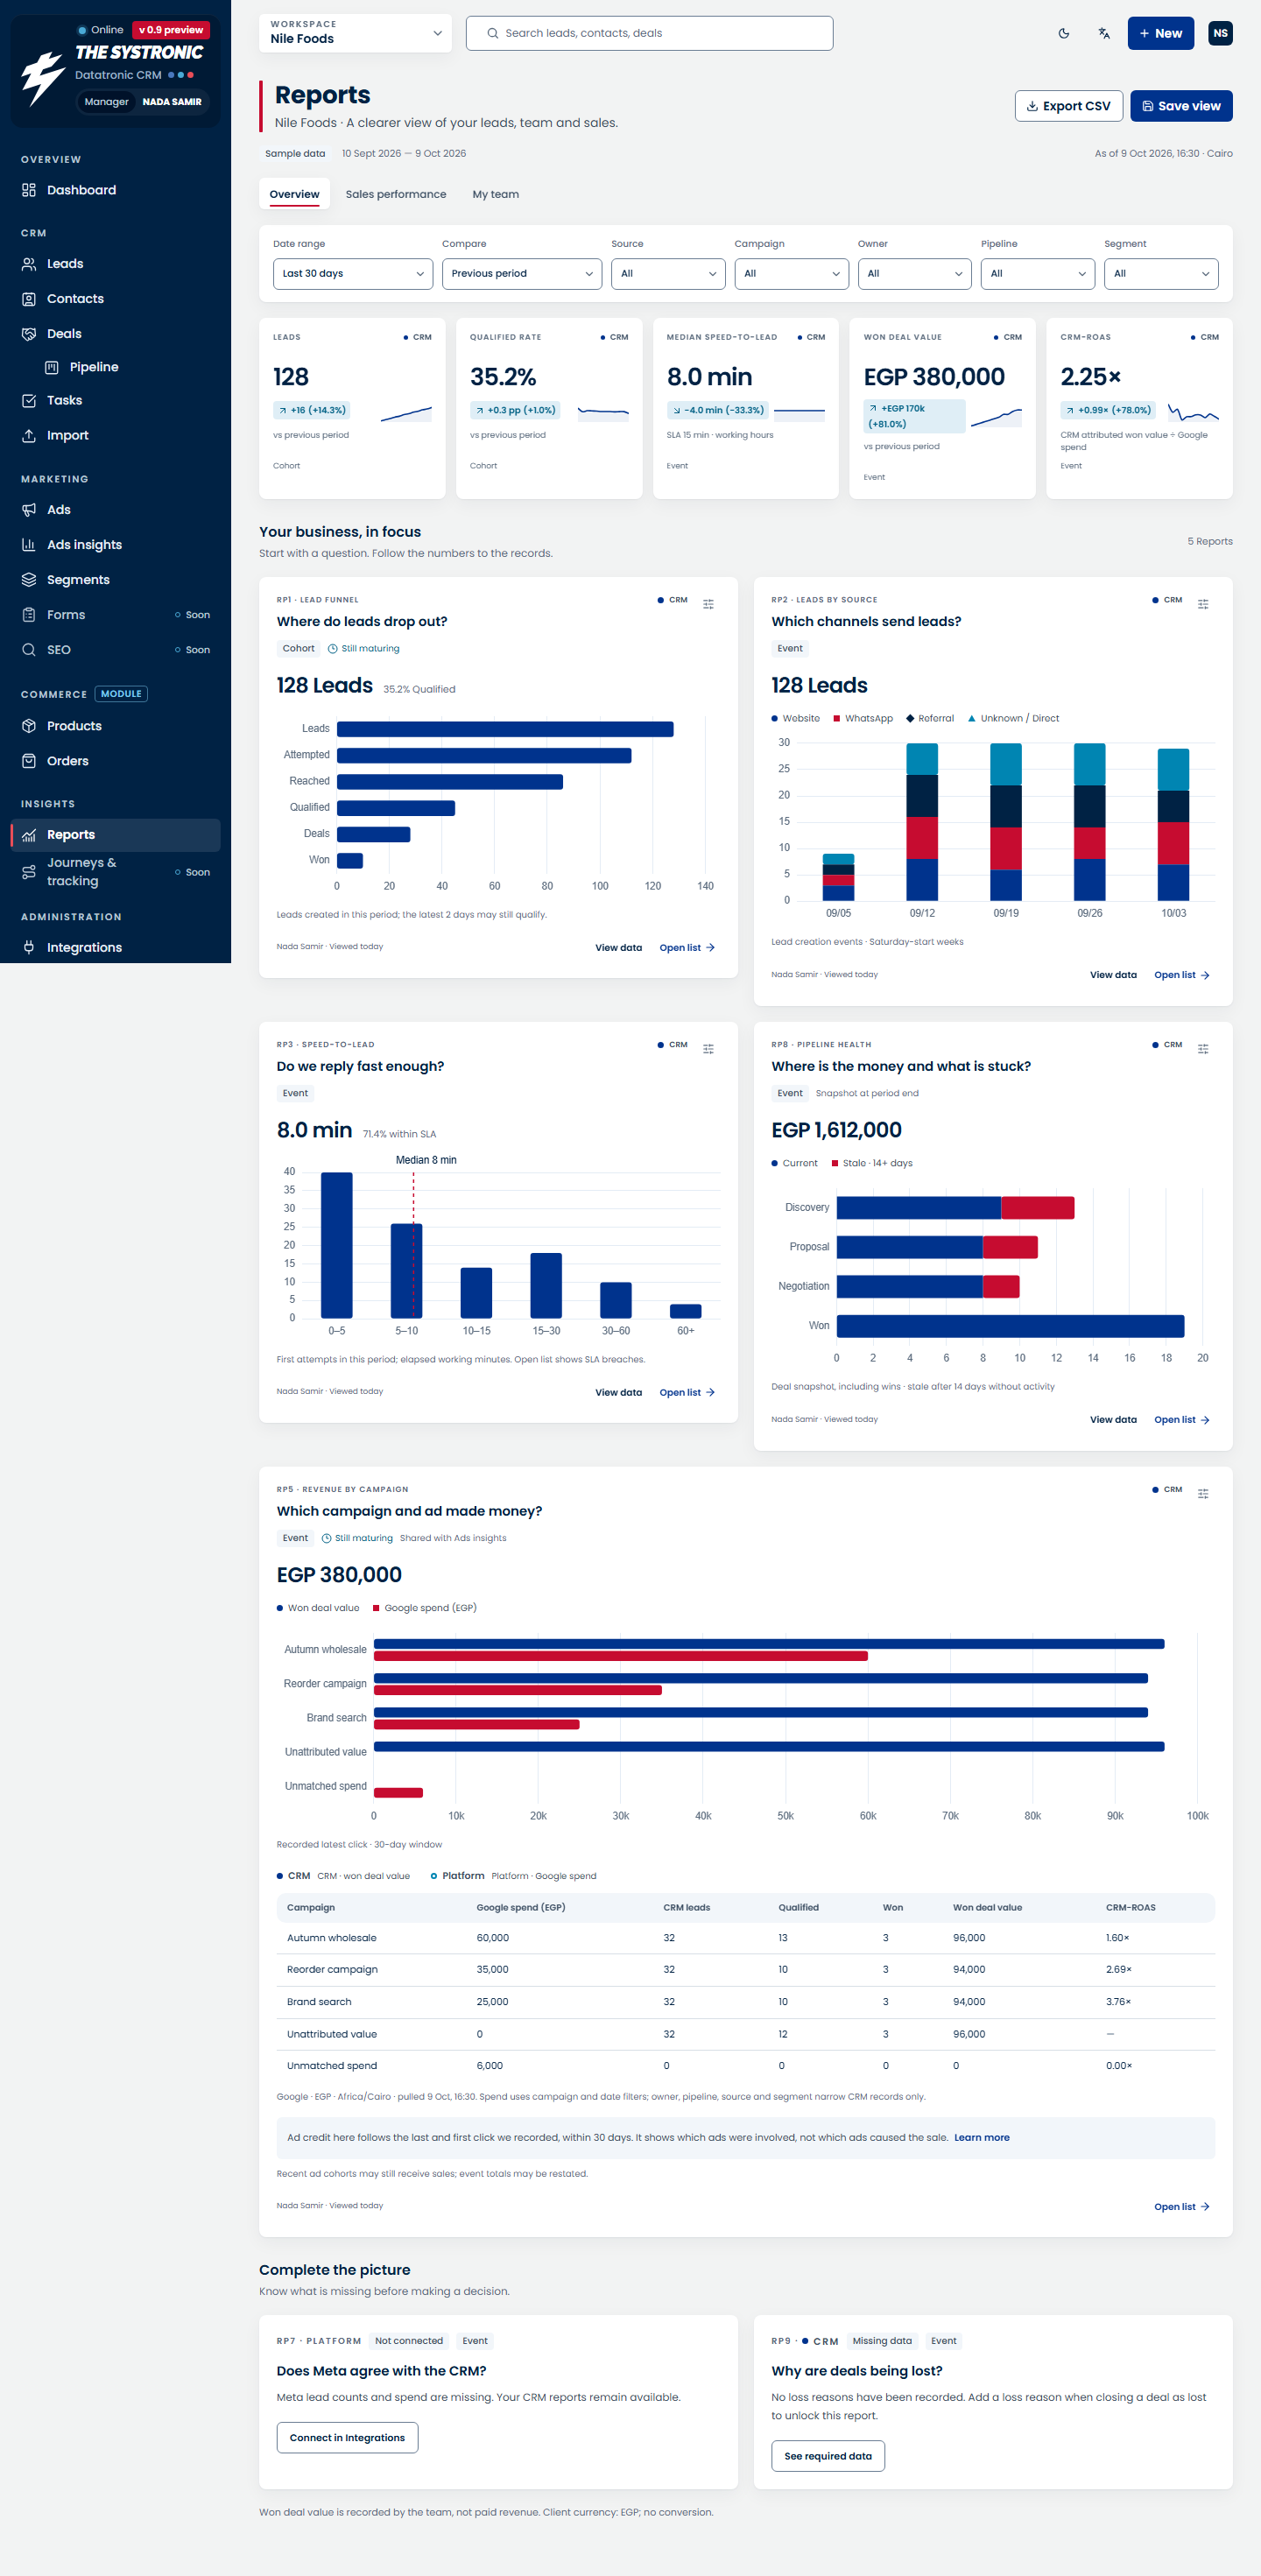 Online
v 0.9 preview
THE SYSTRONIC
Datatronic CRM
Manager
NADA SAMIR
OVERVIEW
Dashboard
CRM
Leads
Contacts
Deals
Pipeline
Tasks
Import
MARKETING
Ads
Ads insights
Segments
Forms
Soon
SEO
Soon
COMMERCE
MODULE
Products
Orders
INSIGHTS
Reports
Journeys &
tracking
Soon
ADMINISTRATION
Integrations
WORKSPACE
Nile Foods
Search leads, contacts, deals
New
NS
Reports
Nile Foods · A clearer view of your leads, team and sales.
Export CSV
Save view
Sample data
10 Sept 2026 — 9 Oct 2026
As of 9 Oct 2026, 16:30 · Cairo
Overview
Sales performance
My team
Date range
Compare
Source
Campaign
Owner
Pipeline
Segment
Last 30 days
Previous period
All
All
All
All
All
LEADS
CRM
128
+16 (+14.3%)
vs previous period
Cohort
QUALIFIED RATE
CRM
35.2%
+0.3 pp (+1.0%)
vs previous period
Cohort
MEDIAN SPEED-TO-LEAD
CRM
8.0 min
-4.0 min (-33.3%)
SLA 15 min · working hours
Event
WON DEAL VALUE
CRM
EGP 380,000
+EGP 170k
(+81.0%)
vs previous period
Event
CRM-ROAS
CRM
2.25×
+0.99× (+78.0%)
CRM attributed won value ÷ Google
spend
Event
Your business, in focus
Start with a question. Follow the numbers to the records.
5 Reports
RP1 · LEAD FUNNEL
CRM
Where do leads drop out?
Cohort
Still maturing
128 Leads
35.2% Qualified
Leads
Attempted
Reached
Qualified
Deals
Won
0 20 40 60 80 100 120 140
Leads created in this period; the latest 2 days may still qualify.
Nada Samir · Viewed today
View data
Open list
RP2 · LEADS BY SOURCE
CRM
Which channels send leads?
Event
128 Leads
Website
WhatsApp
Referral
Unknown / Direct
30
25
20
15
10
5
0
09/05 09/12 09/19 09/26 10/03
Lead creation events · Saturday-start weeks
Nada Samir · Viewed today
View data
Open list
RP3 · SPEED-TO-LEAD
CRM
Do we reply fast enough?
Event
8.0 min
71.4% within SLA
Median 8 min
40
35
30
25
20
15
10
5
0
0–5 5–10 10–15 15–30 30–60 60+
First attempts in this period; elapsed working minutes. Open list shows SLA breaches.
Nada Samir · Viewed today
View data
Open list
RP8 · PIPELINE HEALTH
CRM
Where is the money and what is stuck?
Event
Snapshot at period end
EGP 1,612,000
Current
Stale · 14+ days
Discovery
Proposal
Negotiation
Won
0 2 4 6 8 10 12 14 16 18 20
Deal snapshot, including wins · stale after 14 days without activity
Nada Samir · Viewed today
View data
Open list
RP5 · REVENUE BY CAMPAIGN
CRM
Which campaign and ad made money?
Event
Still maturing
Shared with Ads insights
EGP 380,000
Won deal value
Google spend (EGP)
Autumn wholesale
Reorder campaign
Brand search
Unattributed value
Unmatched spend
0 10k 20k 30k 40k 50k 60k 70k 80k 90k 100k
Recorded latest click · 30-day window
CRM
CRM · won deal value
Platform
Platform · Google spend
Campaign Google spend (EGP) CRM leads Qualified Won Won deal value CRM-ROAS
Autumn wholesale 60,000 32 13 3 96,000 1.60×
Reorder campaign 35,000 32 10 3 94,000 2.69×
Brand search 25,000 32 10 3 94,000 3.76×
Unattributed value 0 32 12 3 96,000 —
Unmatched spend 6,000 0 0 0 0 0.00×
Google · EGP · Africa/Cairo · pulled 9 Oct, 16:30. Spend uses campaign and date filters; owner, pipeline, source and segment narrow CRM records only.
Ad credit here follows the last and first click we recorded, within 30 days. It shows which ads were involved, not which ads caused the sale. Learn more
Recent ad cohorts may still receive sales; event totals may be restated.
Nada Samir · Viewed today
Open list
Complete the picture
Know what is missing before making a decision.
RP7 · PLATFORM
Not connected
Event
Does Meta agree with the CRM?
Meta lead counts and spend are missing. Your CRM reports remain available.
Connect in Integrations
RP9 ·
CRM
Missing data
Event
Why are deals being lost?
No loss reasons have been recorded. Add a loss reason when closing a deal as lost
to unlock this report.
See required data
Won deal value is recorded by the team, not paid revenue. Client currency: EGP; no conversion.